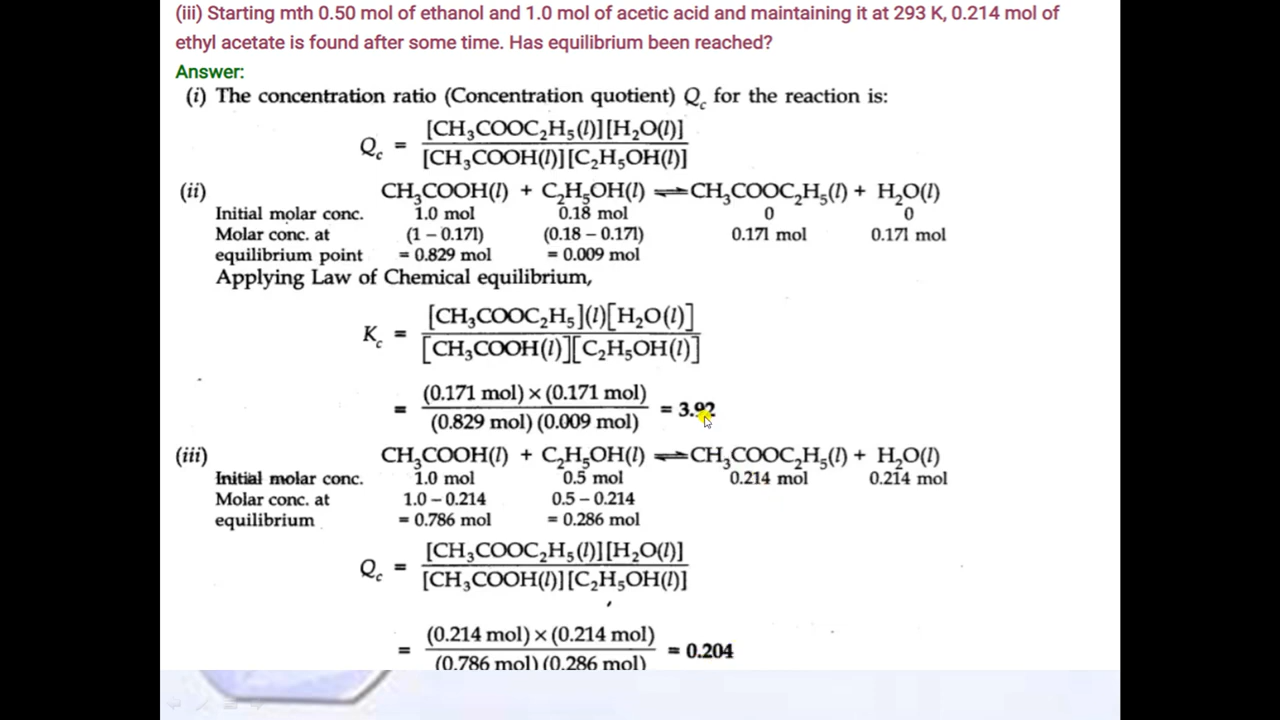 (iii) Starting mth 0.50 mol of ethanol and 1.0 mol of acetic acid and maintaining it at 293 K, 0.214 mol of
ethyl acetate is found after some time. Has equilibrium been reached?
Answer:
(i) The concentration ratio (Concentration quotient) Q_c for the reaction is:
Q_c = [CH₃COOC₂H₅(l)][H₂O(l)] / [CH₃COOH(l)][C₂H₅OH(l)]
(ii) CH₃COOH(l) + C₂H₅OH(l) ⇌ CH₃COOC₂H₅(l) + H₂O(l)
Initial molar conc. 1.0 mol 0.18 mol 0 0
Molar conc. at (1 – 0.171) (0.18 – 0.171) 0.171 mol 0.171 mol
equilibrium point = 0.829 mol = 0.009 mol
Applying Law of Chemical equilibrium,
K_c = [CH₃COOC₂H₅](l)[H₂O(l)] / [CH₃COOH(l)][C₂H₅OH(l)]
= (0.171 mol) × (0.171 mol) / (0.829 mol) (0.009 mol) = 3.92
(iii) CH₃COOH(l) + C₂H₅OH(l) ⇌ CH₃COOC₂H₅(l) + H₂O(l)
Initial molar conc. 1.0 mol 0.5 mol 0.214 mol 0.214 mol
Molar conc. at 1.0 – 0.214 0.5 – 0.214
equilibrium = 0.786 mol = 0.286 mol
Q_c = [CH₃COOC₂H₅(l)][H₂O(l)] / [CH₃COOH(l)][C₂H₅OH(l)]
= (0.214 mol) × (0.214 mol) / (0.786 mol) (0.286 mol) = 0.204